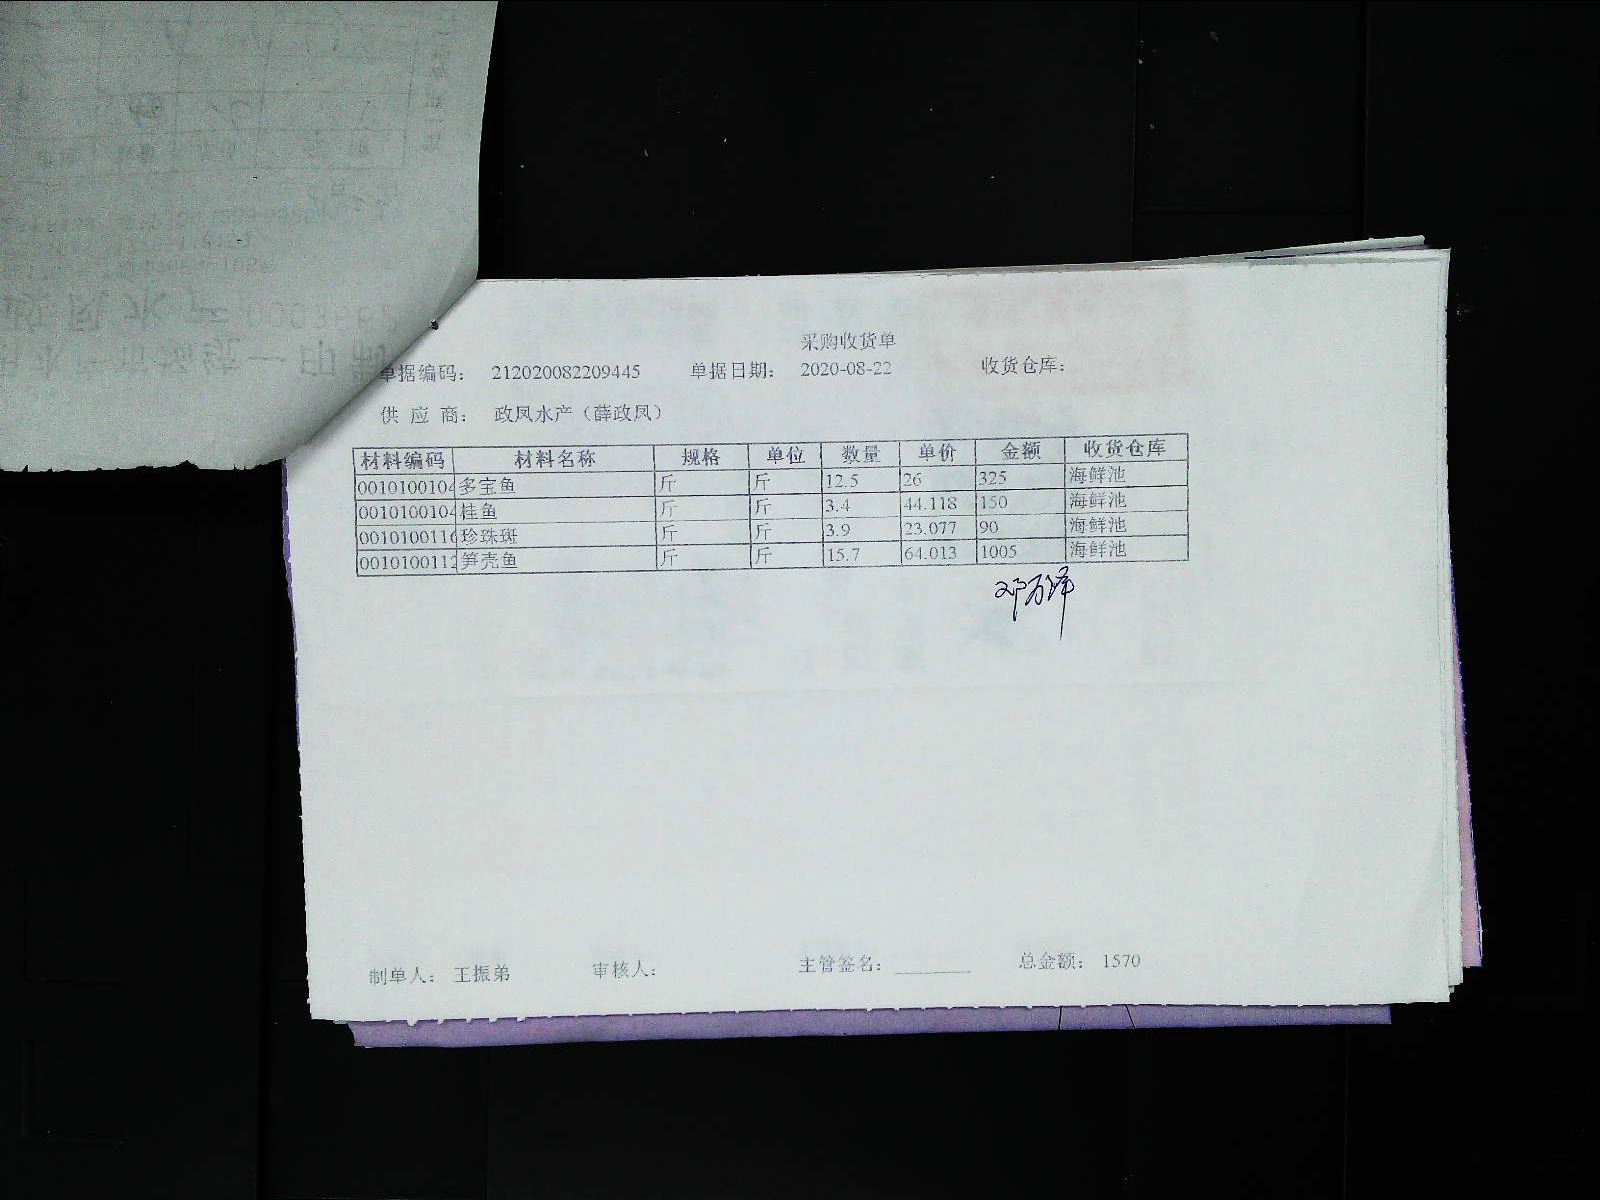 采购收货单
单据编码： 212020082209445 单据日期： 2020-08-22 收货仓库：
供 应 商： 政凤水产（薛政凤）
材料编码 材料名称 规格 单位 数量 单价 金额 收货仓库
0010100104 多宝鱼 斤 斤 12.5 26 325 海鲜池
0010100104 桂鱼 斤 斤 3.4 44.118 150 海鲜池
0010100116 珍珠斑 斤 斤 3.9 23.077 90 海鲜池
0010100112 笋壳鱼 斤 斤 15.7 64.013 1005 海鲜池
制单人： 王振弟 审核人： 主管签名： 总金额： 1570